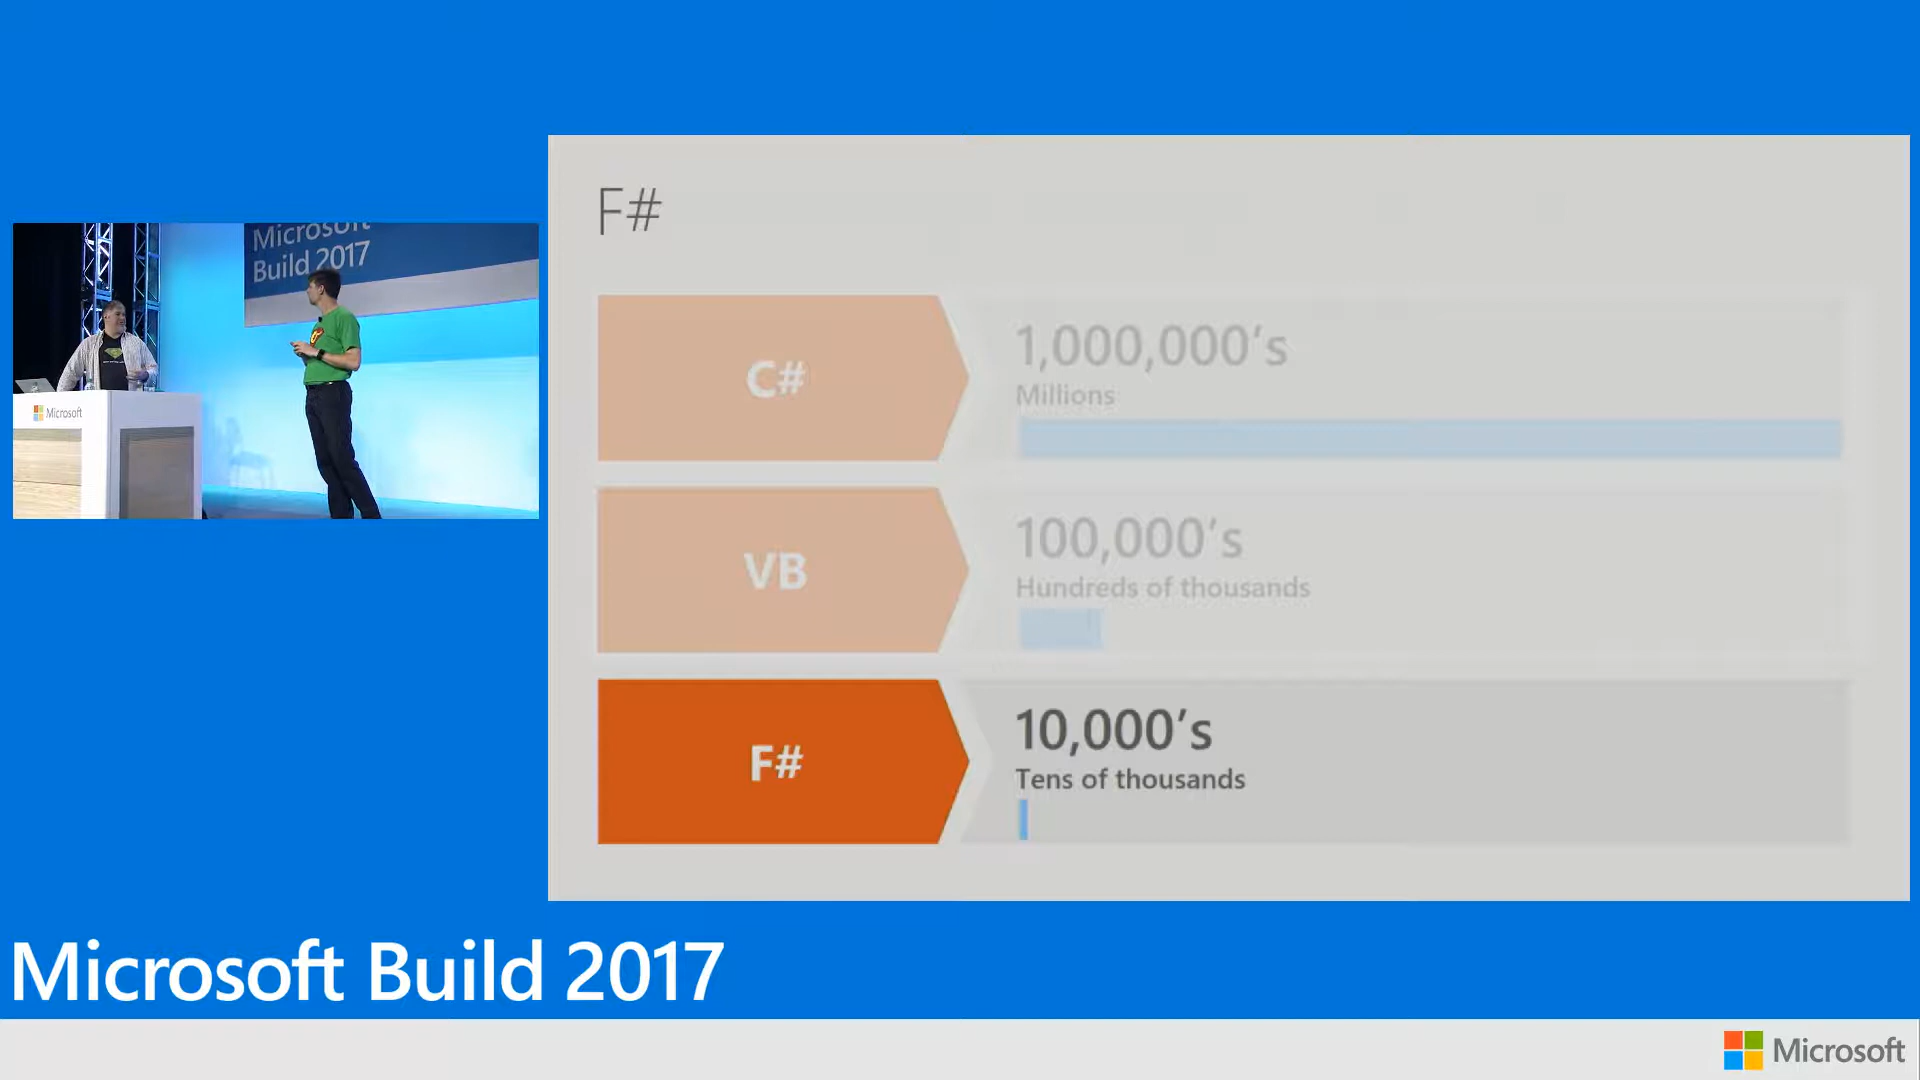 Microsoft
Build 2017
Microsoft
F#
C#
1,000,000's
Millions
VB
100,000's
Hundreds of thousands
F#
10,000's
Tens of thousands
Microsoft Build 2017
Microsoft